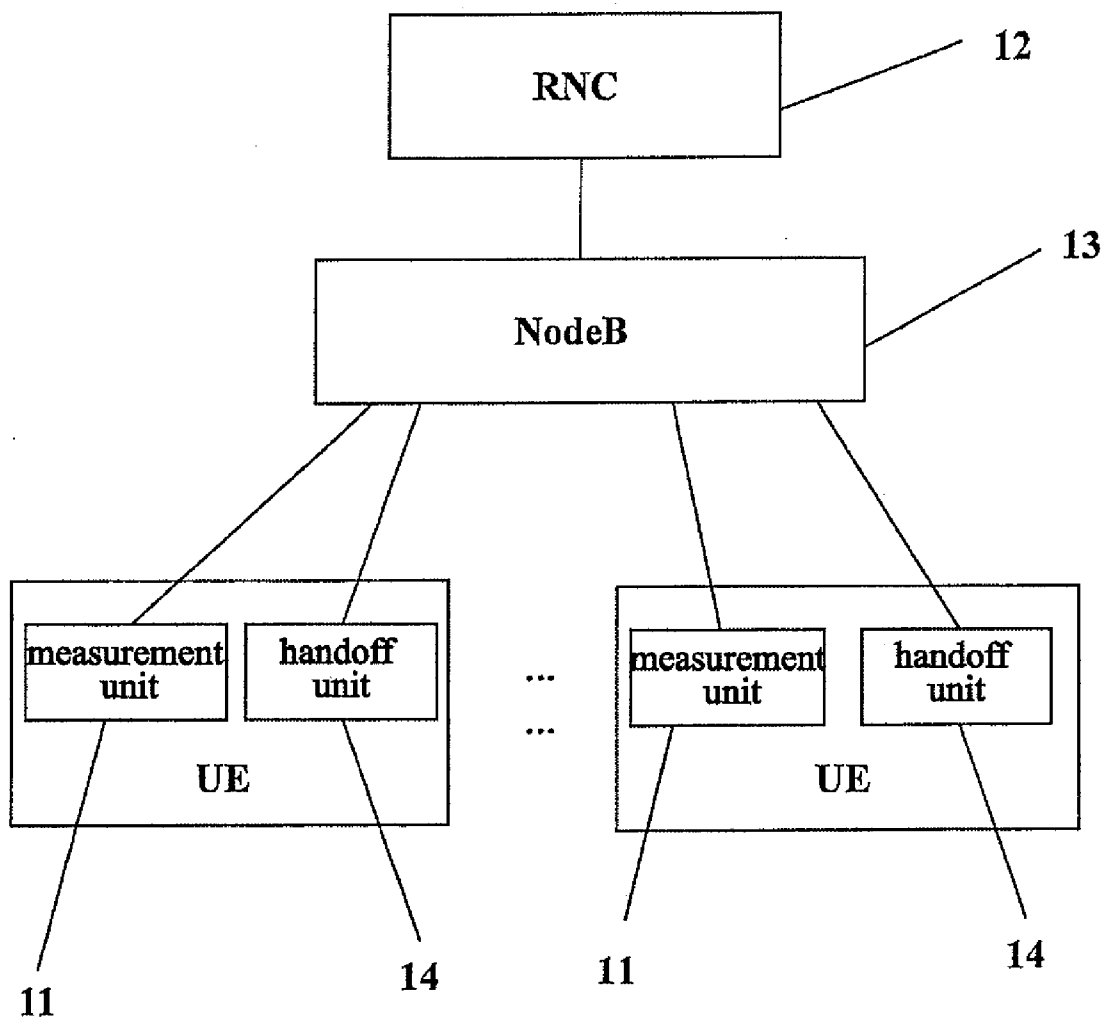 12
RNC
13
NodeB
measurement
unit
handoff
unit
...
...
measurement
unit
handoff
unit
UE
UE
11
14
11
14